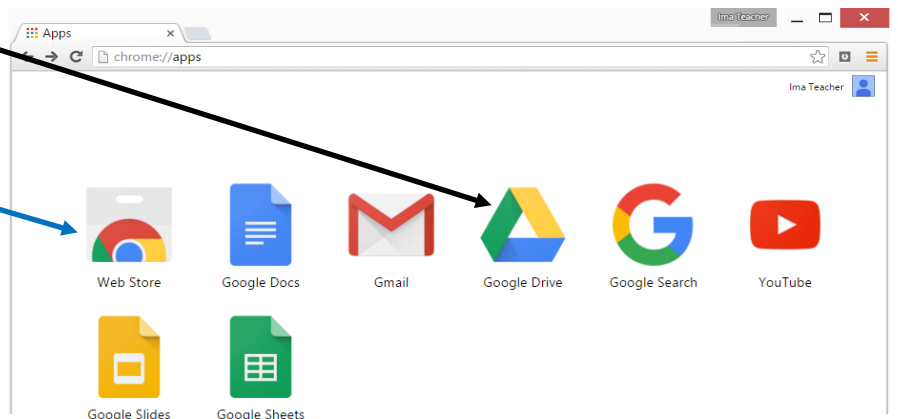 Ima Teacher
Apps
chrome://apps
Ima Teacher
Web Store Google Docs Gmail Google Drive Google Search YouTube
Google Slides Google Sheets